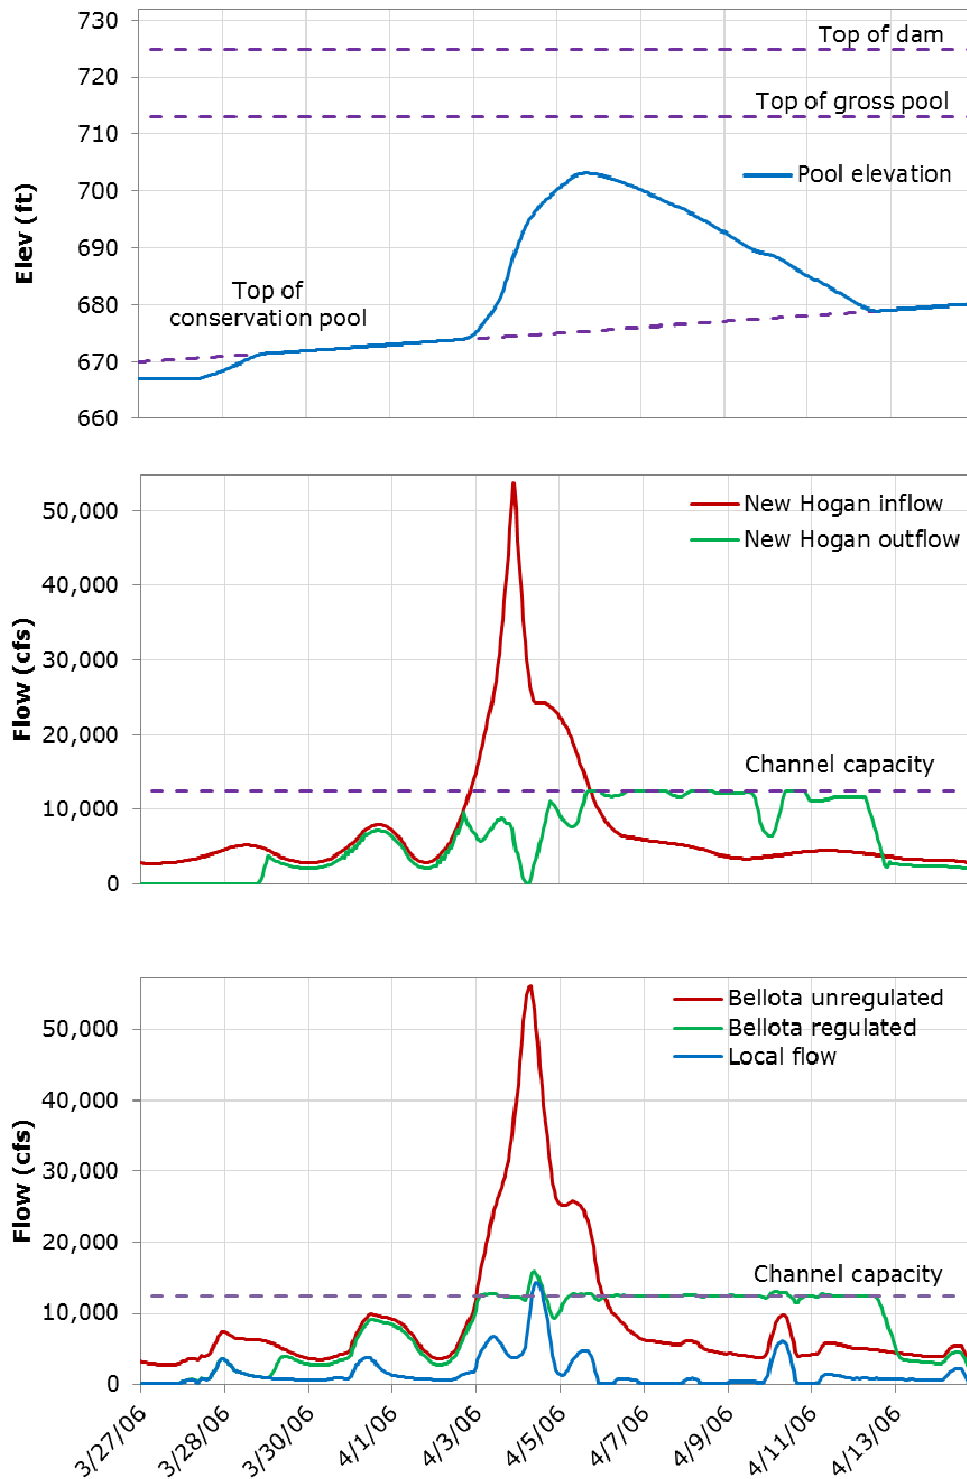 730
720
710
700
690
680
670
660
Elev (ft)
Top of dam
Top of gross pool
Pool elevation
Top of
conservation pool
50,000
40,000
30,000
20,000
10,000
0
Flow (cfs)
New Hogan inflow
New Hogan outflow
Channel capacity
50,000
40,000
30,000
20,000
10,000
0
Flow (cfs)
Bellota unregulated
Bellota regulated
Local flow
Channel capacity
3/27/06
3/28/06
3/30/06
4/1/06
4/3/06
4/5/06
4/7/06
4/9/06
4/11/06
4/13/06